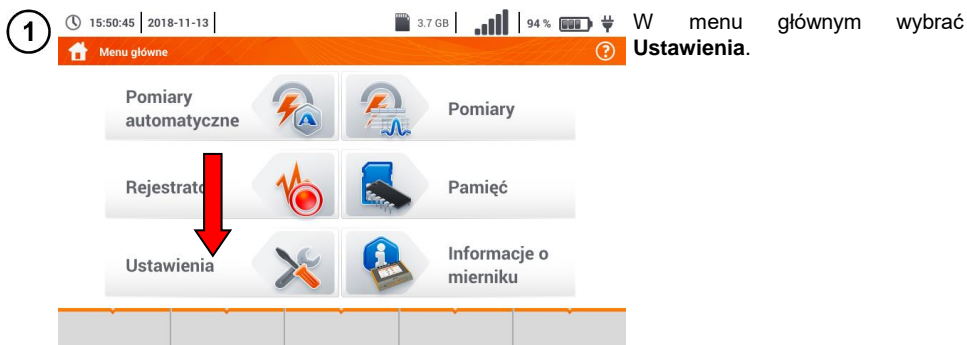 1
15:50:45 2018-11-13 3.7 GB 94 %
Menu główne ?
Pomiary
automatyczne
Pomiary
Rejestrato
Pamięć
Ustawienia
Informacje o
mierniku
W menu głównym wybrać
Ustawienia.